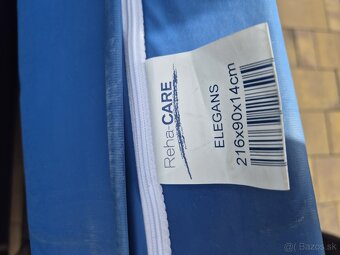 Reha-CARE
ELEGANS
216x90x14cm
Bazos.sk